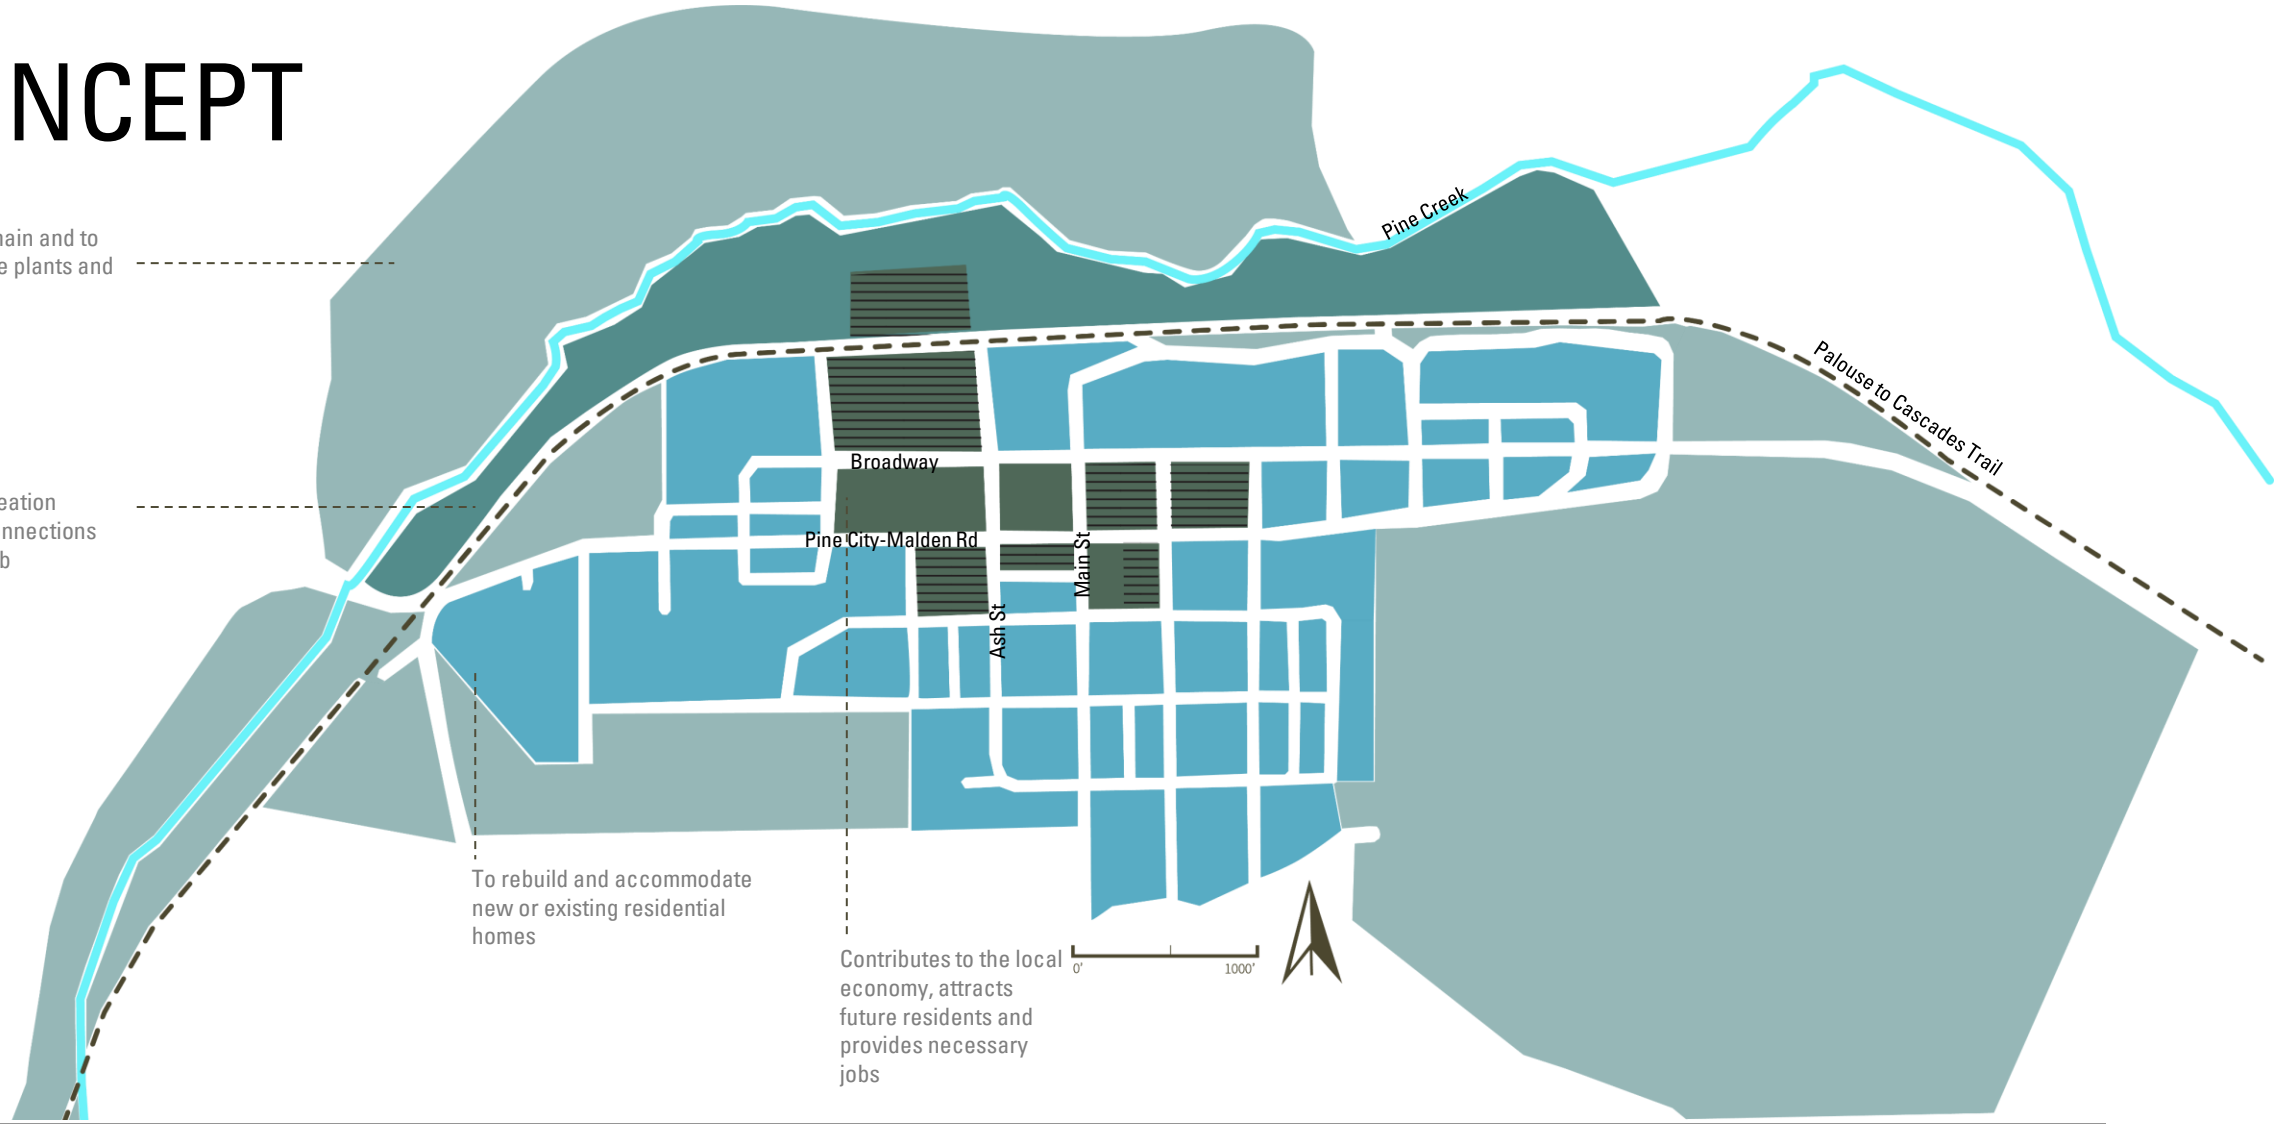 NCEPT
ain and to
e plants and
eation
nnections
b
Pine Creek
Palouse to Cascades Trail
Broadway
Pine City-Malden Rd
Main St
Ash St
To rebuild and accommodate
new or existing residential
homes
Contributes to the local
economy, attracts
future residents and
provides necessary
jobs
0'
1000'